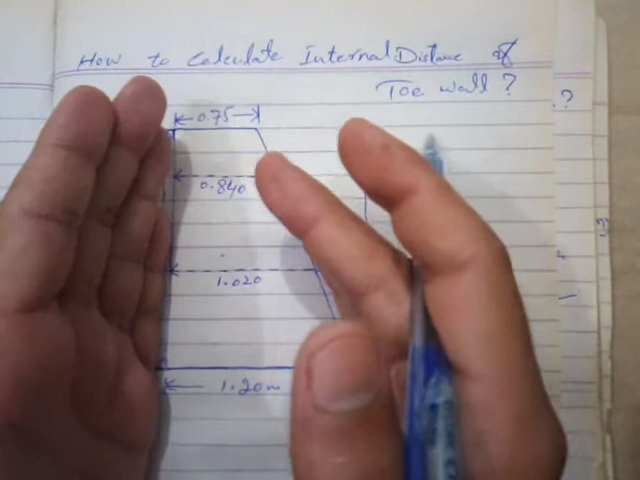 How to Calculate Internal Distance of
Toe wall ?
0.75
0.840
1.020
1.20m
?